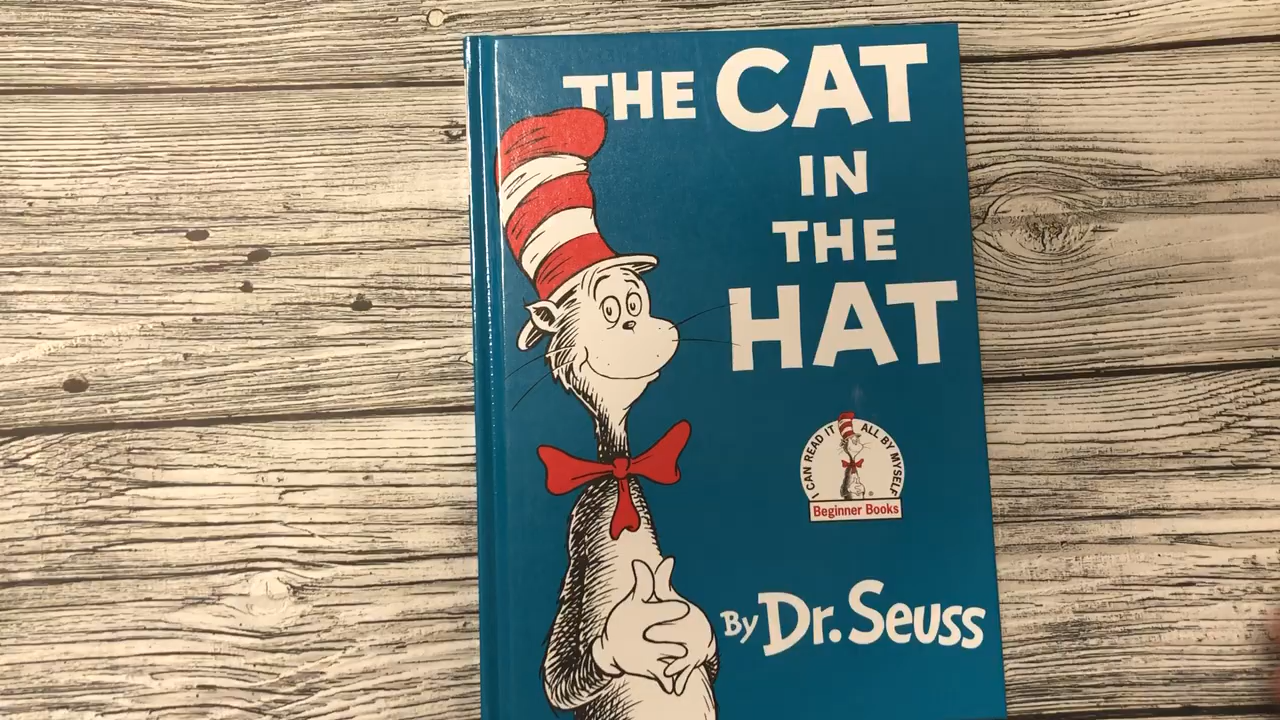 THE CAT
IN
THE
HAT
I CAN READ IT ALL BY MYSELF
Beginner Books
By Dr. Seuss